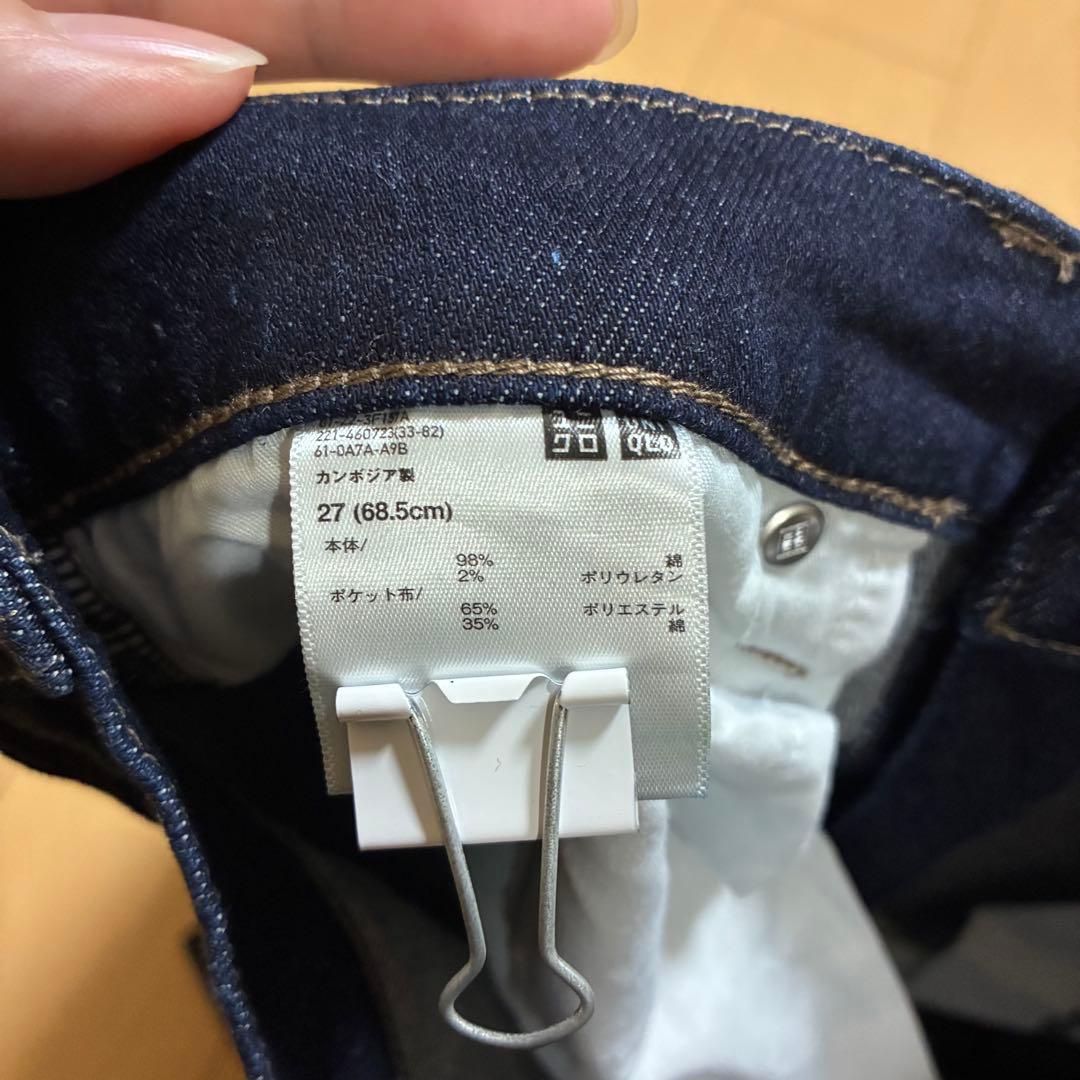 221-460723(33-82)
61-0A7A-A9B
カンボジア製
27 (68.5cm)
本体/
98% 綿
2% ポリウレタン
ポケット布/
65% ポリエステル
35% 綿